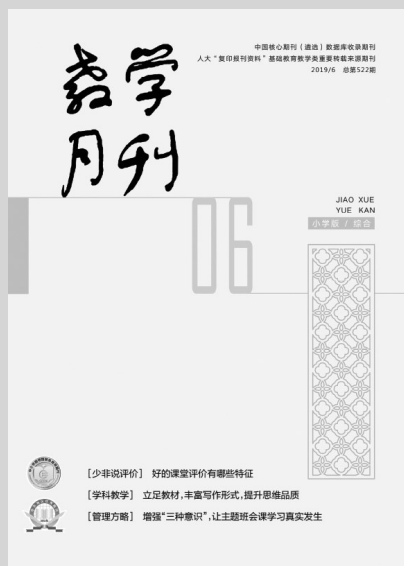 中国核心期刊（遴选）数据库收录期刊
人大“复印报刊资料”基础教育教学类重要转载来源期刊
2019/6 总第522期
教学
月刊
JIAO XUE
YUE KAN
06
小学版 / 综合
［少非说评价］ 好的课堂评价有哪些特征
［学科教学］ 立足教材，丰富写作形式，提升思维品质
［管理方略］ 增强“三种意识”，让主题班会课学习真实发生